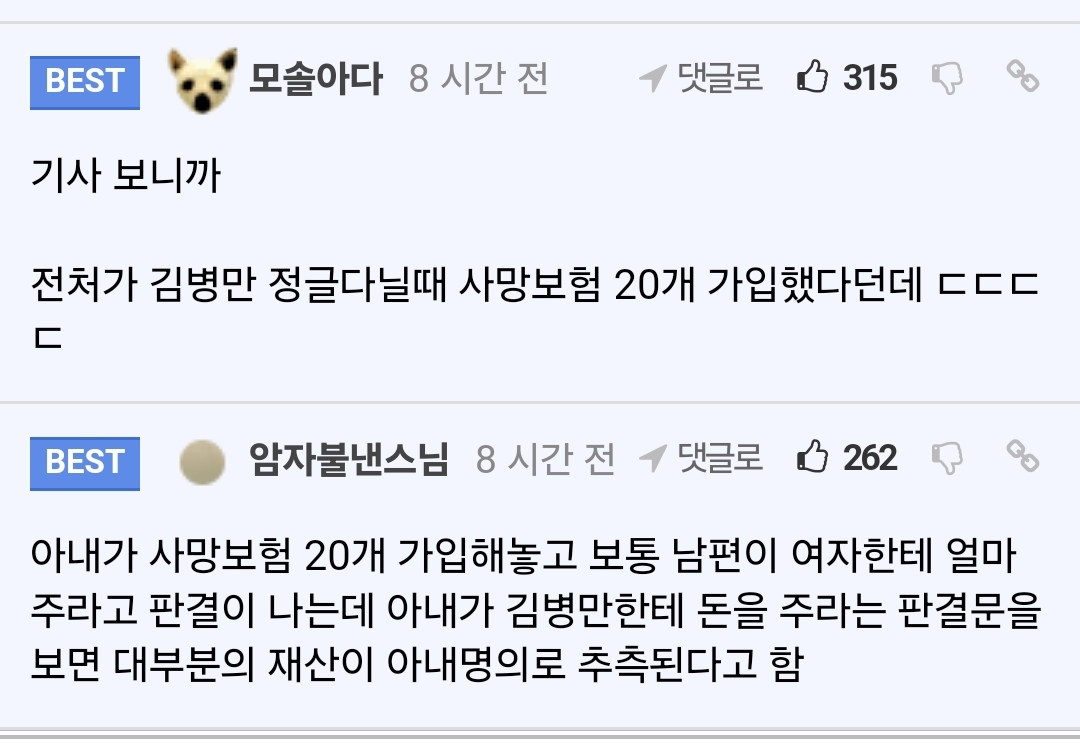 BEST 모솔아다 8 시간 전 댓글로 315
기사 보니까
전처가 김병만 정글다닐때 사망보험 20개 가입했다던데 ㄷㄷㄷ
ㄷ
BEST 암자불낸스님 8 시간 전 댓글로 262
아내가 사망보험 20개 가입해놓고 보통 남편이 여자한테 얼마
주라고 판결이 나는데 아내가 김병만한테 돈을 주라는 판결문을
보면 대부분의 재산이 아내명의로 추측된다고 함